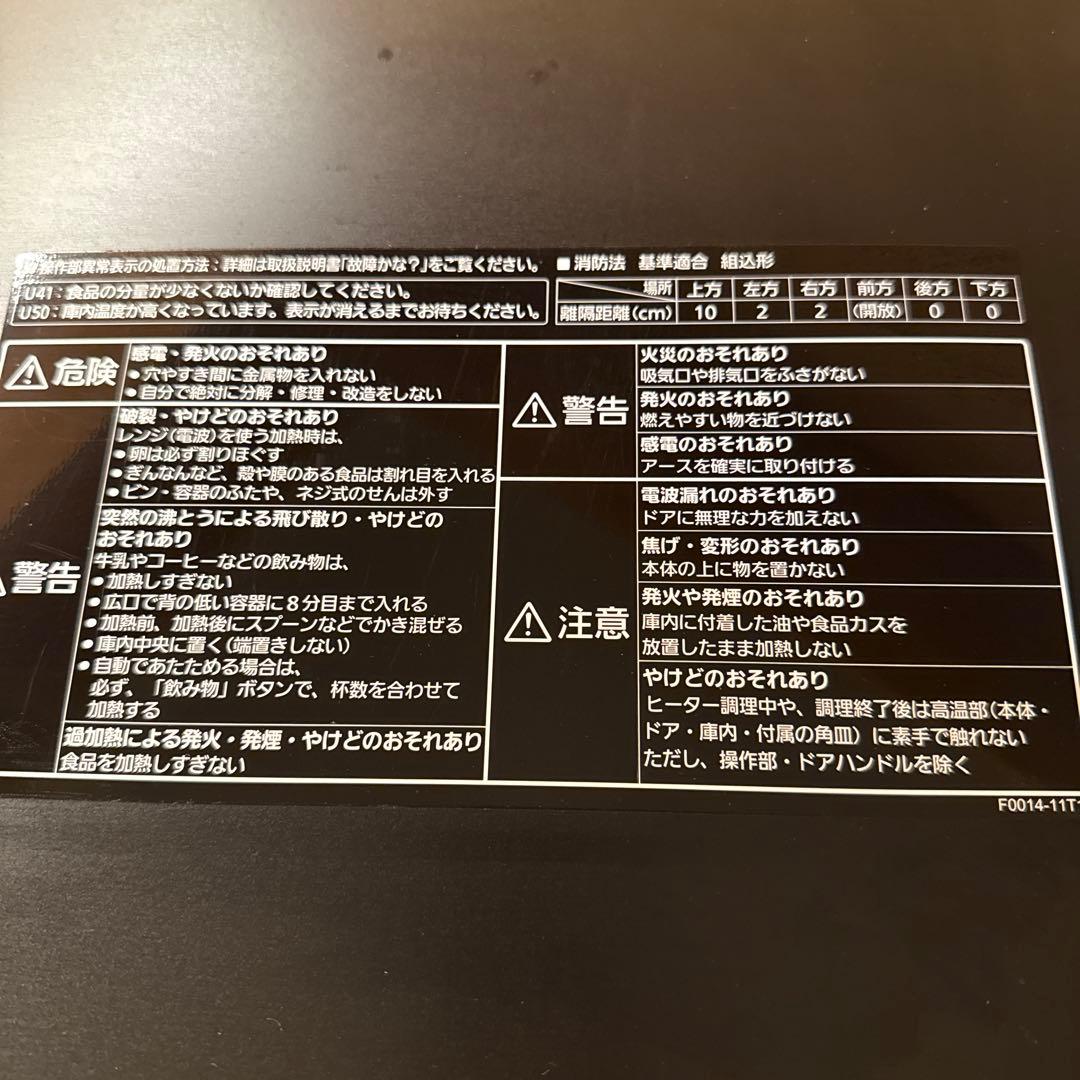 操作部異常表示の処置方法：詳細は取扱説明書「故障かな？」をご覧ください。
U41：食品の分量が少なくないか確認してください。
U50：庫内温度が高くなっています。表示が消えるまでお待ちください。
■消防法 基準適合 組込形
場所 上方 左方 右方 前方 後方 下方
離隔距離(cm) 10 2 2 (開放) 0 0
危険
感電・発火のおそれあり
●穴やすき間に金属物を入れない
●自分で絶対に分解・修理・改造をしない
警告
破裂・やけどのおそれあり
レンジ(電波)を使う加熱時は、
●卵は必ず割りほぐす
●ぎんなんなど、殻や膜のある食品は割れ目を入れる
●ビン・容器のふたや、ネジ式のせんは外す
突然の沸とうによる飛び散り・やけどの
おそれあり
牛乳やコーヒーなどの飲み物は、
●加熱しすぎない
●広口で背の低い容器に８分目まで入れる
●加熱前、加熱後にスプーンなどでかき混ぜる
●庫内中央に置く(端置きしない)
●自動であたためる場合は、
必ず、「飲み物」ボタンで、杯数を合わせて
加熱する
過加熱による発火・発煙・やけどのおそれあり
食品を加熱しすぎない
警告
火災のおそれあり
吸気口や排気口をふさがない
発火のおそれあり
燃えやすい物を近づけない
感電のおそれあり
アースを確実に取り付ける
注意
電波漏れのおそれあり
ドアに無理な力を加えない
焦げ・変形のおそれあり
本体の上に物を置かない
発火や発煙のおそれあり
庫内に付着した油や食品カスを
放置したまま加熱しない
やけどのおそれあり
ヒーター調理中や、調理終了後は高温部(本体・
ドア・庫内・付属の角皿)に素手で触れない
ただし、操作部・ドアハンドルを除く
F0014-11T1